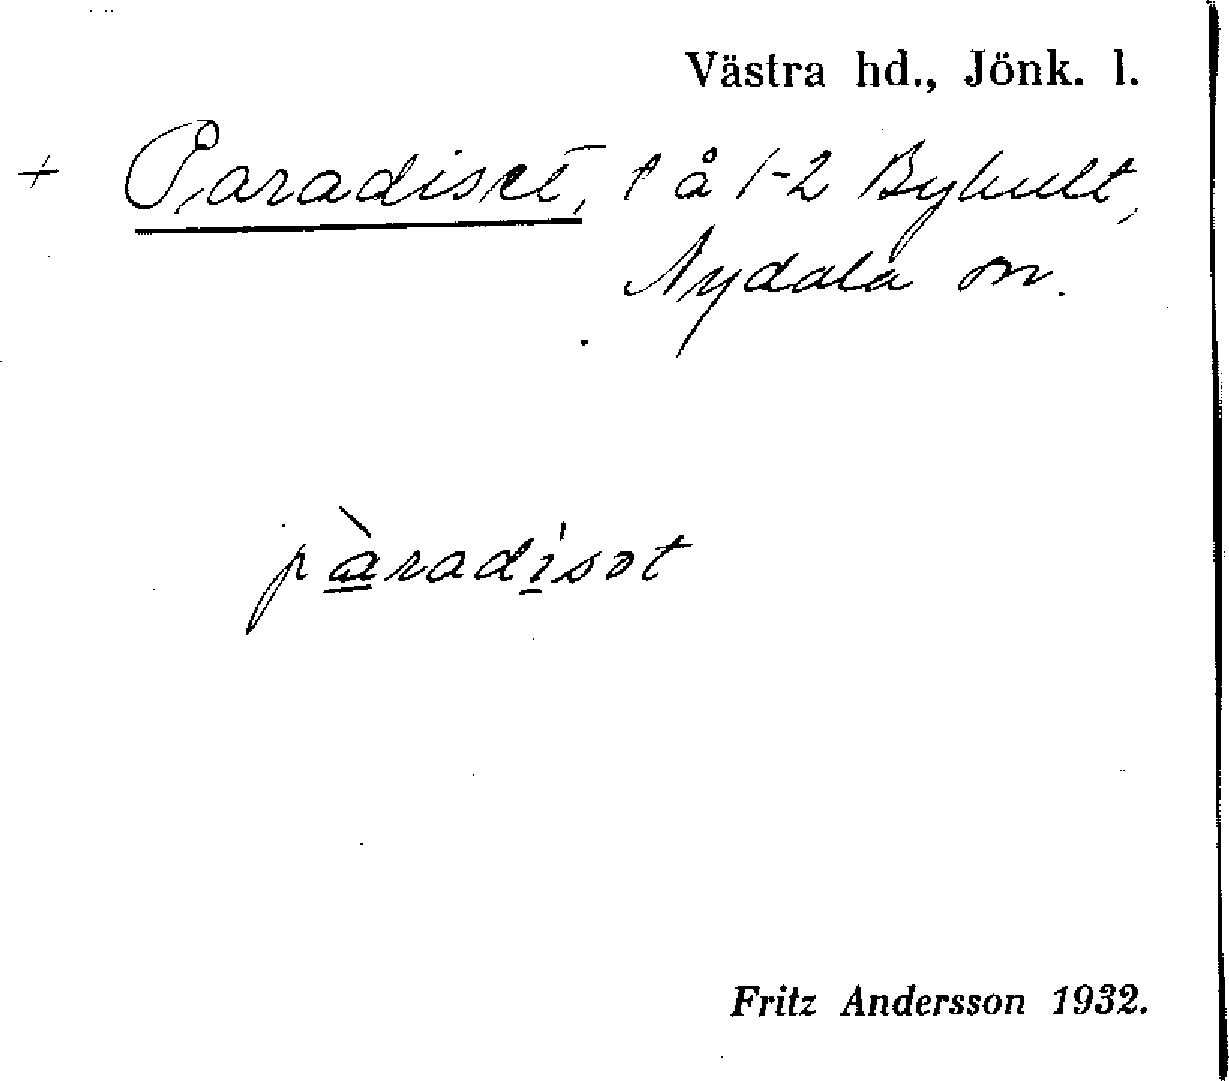 Västra hd., Jönk. l.
+ Paradiset, t å 1-2 Byhult,
Nydala sn.
pàradisət
Fritz Andersson 1932.